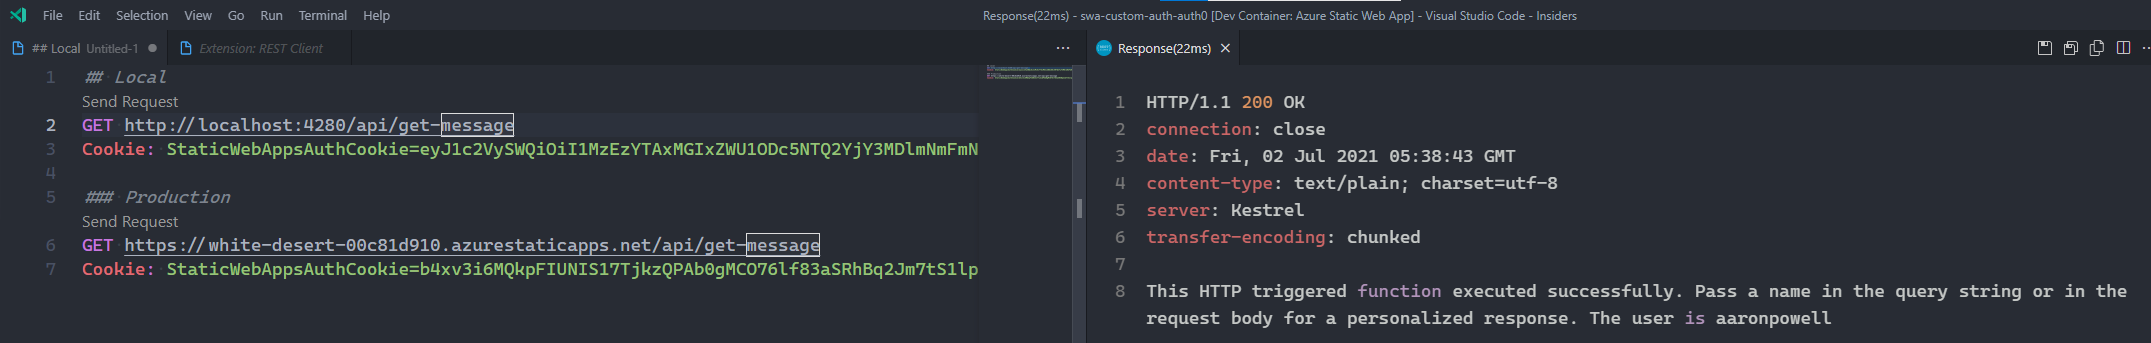 File Edit Selection View Go Run Terminal Help
Response(22ms) - swa-custom-auth-auth0 [Dev Container: Azure Static Web App] - Visual Studio Code - Insiders
## Local Untitled-1
Extension: REST Client
1 ## Local
Send Request
2 GET http://localhost:4280/api/get-message
3 Cookie: StaticWebAppsAuthCookie=eyJ1c2VySWQiOiI1MzEzYTAxMGIxZWU1ODc5NTQ2YjY3MDlmNmFmN
4
5 ### Production
Send Request
6 GET https://white-desert-00c81d910.azurestaticapps.net/api/get-message
7 Cookie: StaticWebAppsAuthCookie=b4xv3i6MQkpFIUNIS17TjkzQPAb0gMCO76lf83aSRhBq2Jm7tS1lp
Response(22ms)
1 HTTP/1.1 200 OK
2 connection: close
3 date: Fri, 02 Jul 2021 05:38:43 GMT
4 content-type: text/plain; charset=utf-8
5 server: Kestrel
6 transfer-encoding: chunked
7
8 This HTTP triggered function executed successfully. Pass a name in the query string or in the
request body for a personalized response. The user is aaronpowell